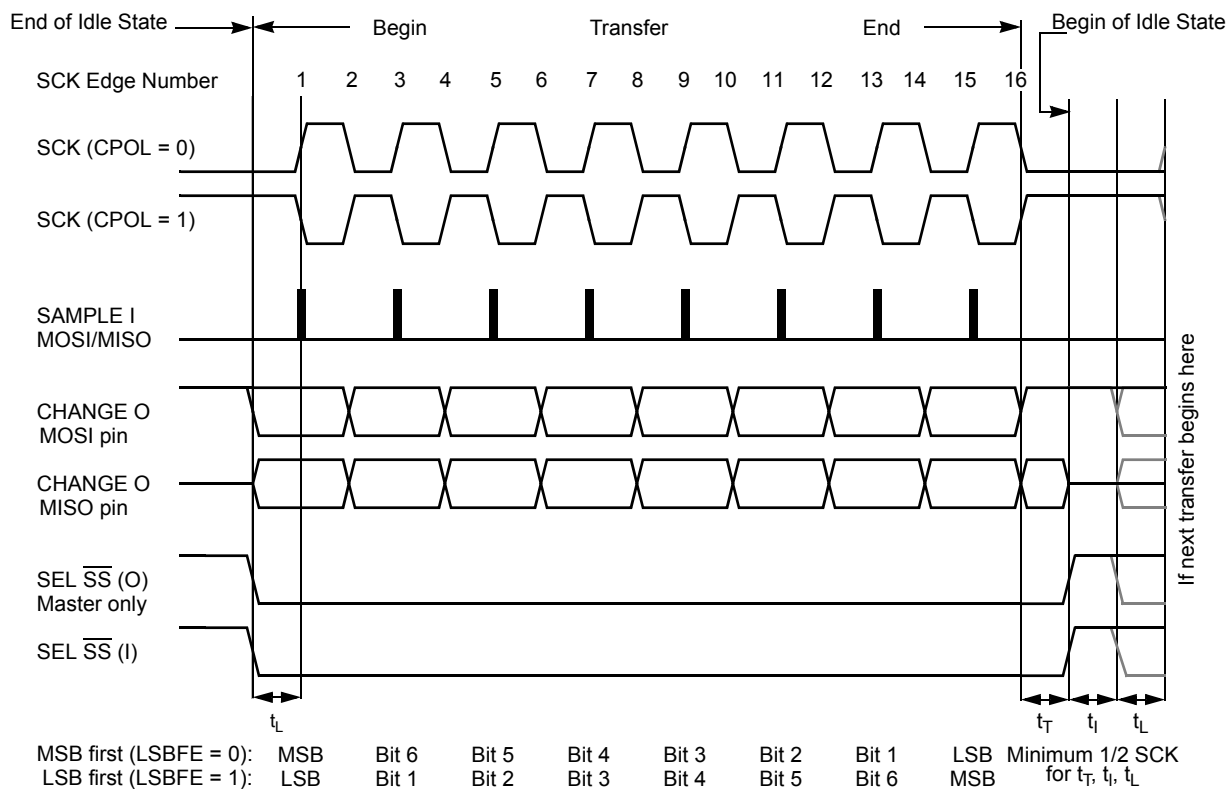 End of Idle State
Begin
Transfer
End
Begin of Idle State
SCK Edge Number
1 2 3 4 5 6 7 8 9 10 11 12 13 14 15 16
SCK (CPOL = 0)
SCK (CPOL = 1)
SAMPLE I
MOSI/MISO
CHANGE O
MOSI pin
CHANGE O
MISO pin
SEL SS (O)
Master only
SEL SS (I)
If next transfer begins here
tL
tT tI tL
MSB first (LSBFE = 0): MSB Bit 6 Bit 5 Bit 4 Bit 3 Bit 2 Bit 1 LSB
LSB first (LSBFE = 1): LSB Bit 1 Bit 2 Bit 3 Bit 4 Bit 5 Bit 6 MSB
Minimum 1/2 SCK
for tT, tI, tL